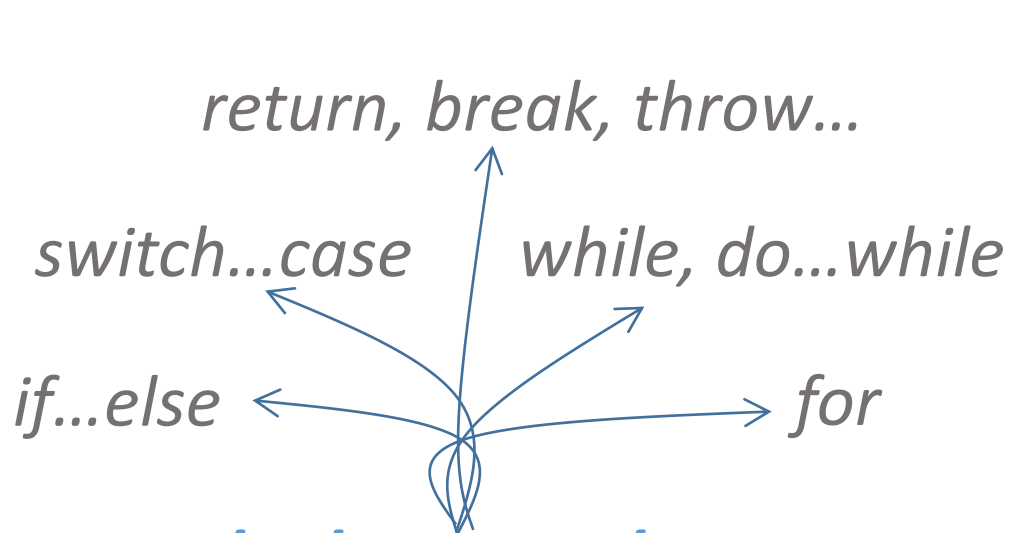 return, break, throw…
switch…case
while, do…while
if…else
for